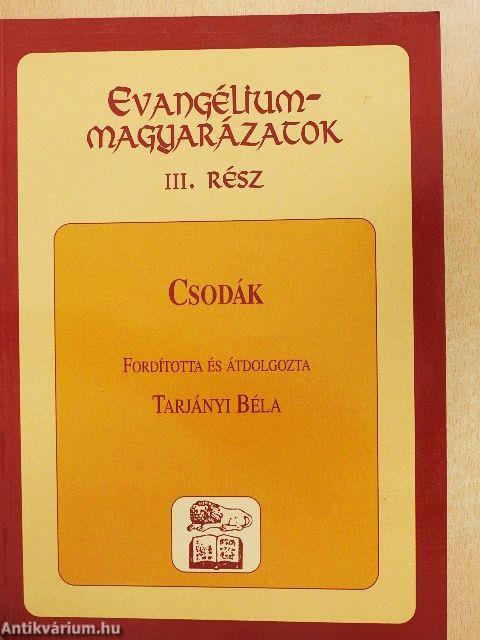 Evangélium-
magyarázatok
III. rész
Csodák
Fordította és átdolgozta
Tarjányi Béla
Antikvárium.hu